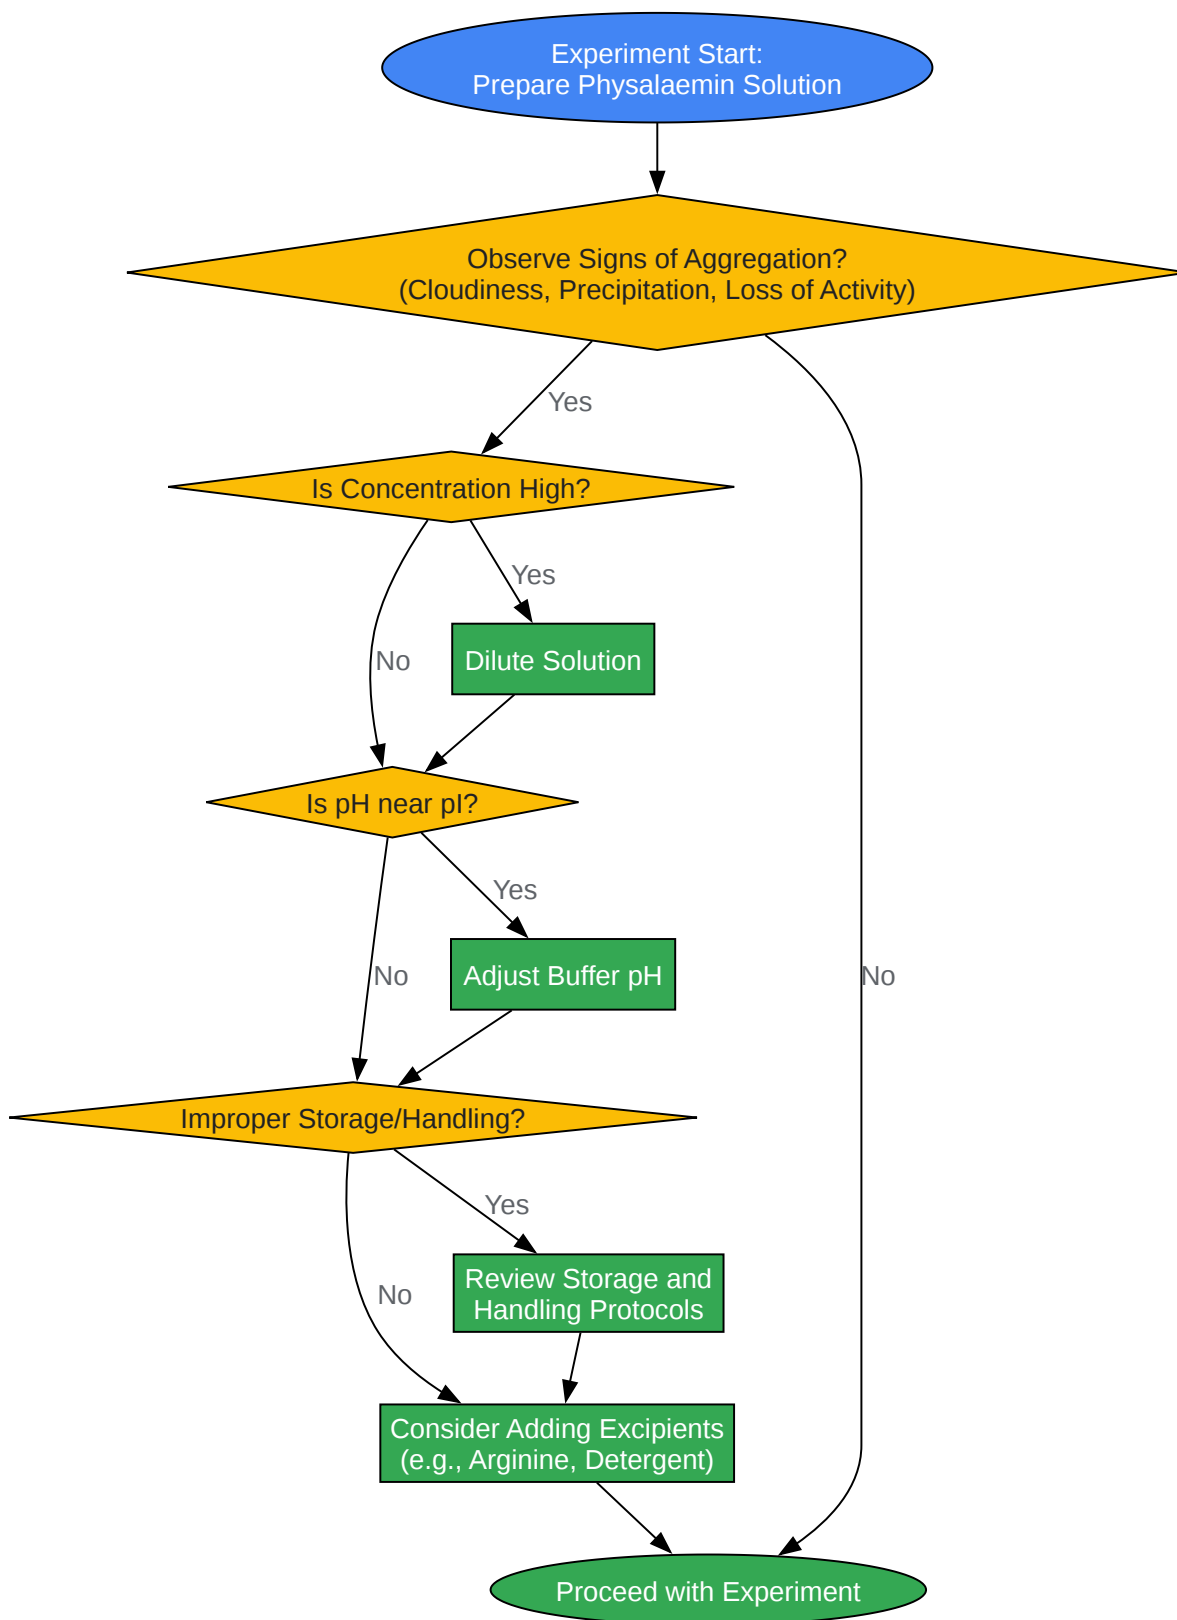 Experiment Start:
Prepare Physalaemin Solution
Observe Signs of Aggregation?
(Cloudiness, Precipitation, Loss of Activity)
Yes
Is Concentration High?
Yes
No
Dilute Solution
Is pH near pI?
Yes
No
Adjust Buffer pH
No
Improper Storage/Handling?
Yes
No
Review Storage and
Handling Protocols
Consider Adding Excipients
(e.g., Arginine, Detergent)
Proceed with Experiment